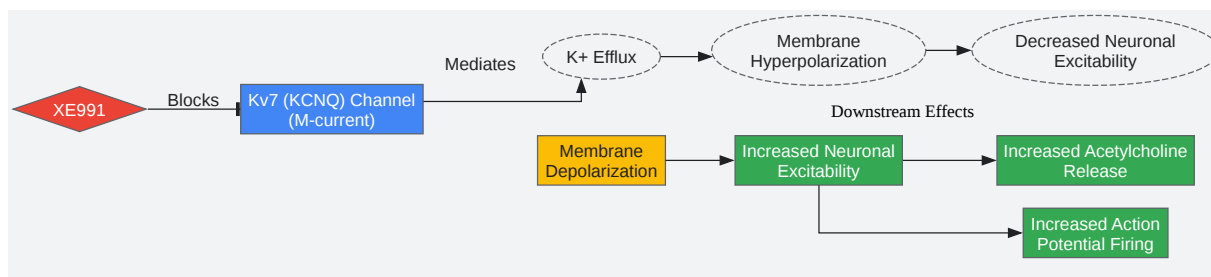 XE991
Blocks
Kv7 (KCNQ) Channel
(M-current)
Mediates
K+ Efflux
Membrane
Hyperpolarization
Decreased Neuronal
Excitability
Downstream Effects
Membrane
Depolarization
Increased Neuronal
Excitability
Increased Acetylcholine
Release
Increased Action
Potential Firing